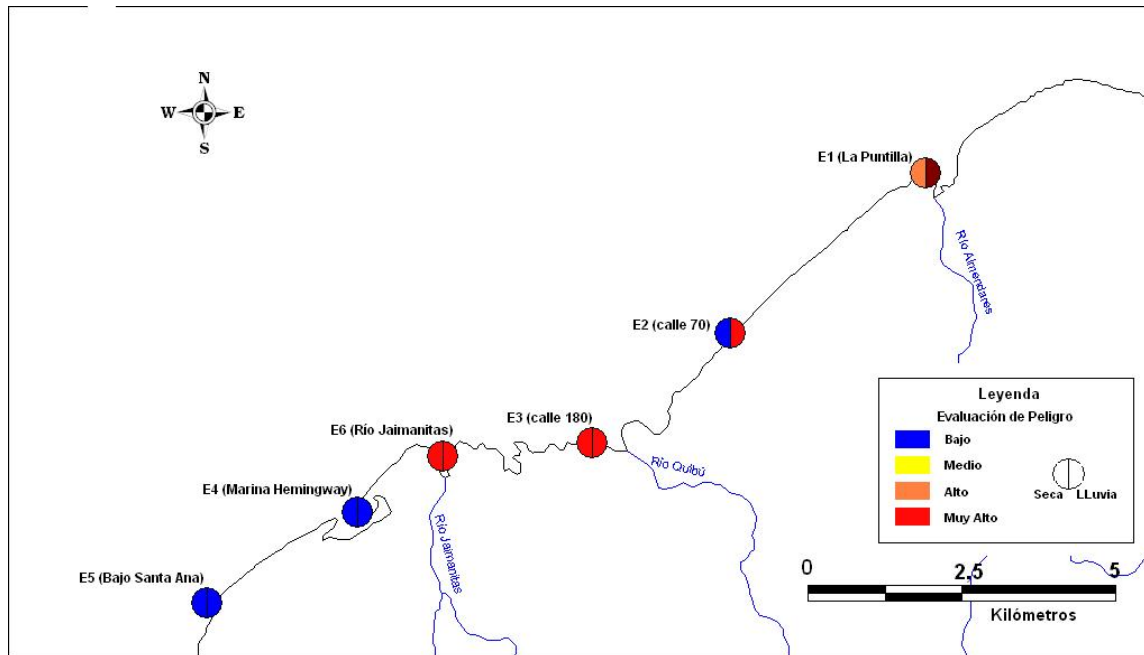 N
W E
S
E1 (La Puntilla)
Río Almendares
E2 (calle 70)
E3 (calle 180)
E6 (Río Jaimanitas)
Río Quibú
E4 (Marina Hemingway)
Río Jaimanitas
E5 (Bajo Santa Ana)
Leyenda
Evaluación de Peligro
Bajo
Medio
Alto
Muy Alto
Seca LLuvia
0 2,5 5
Kilómetros